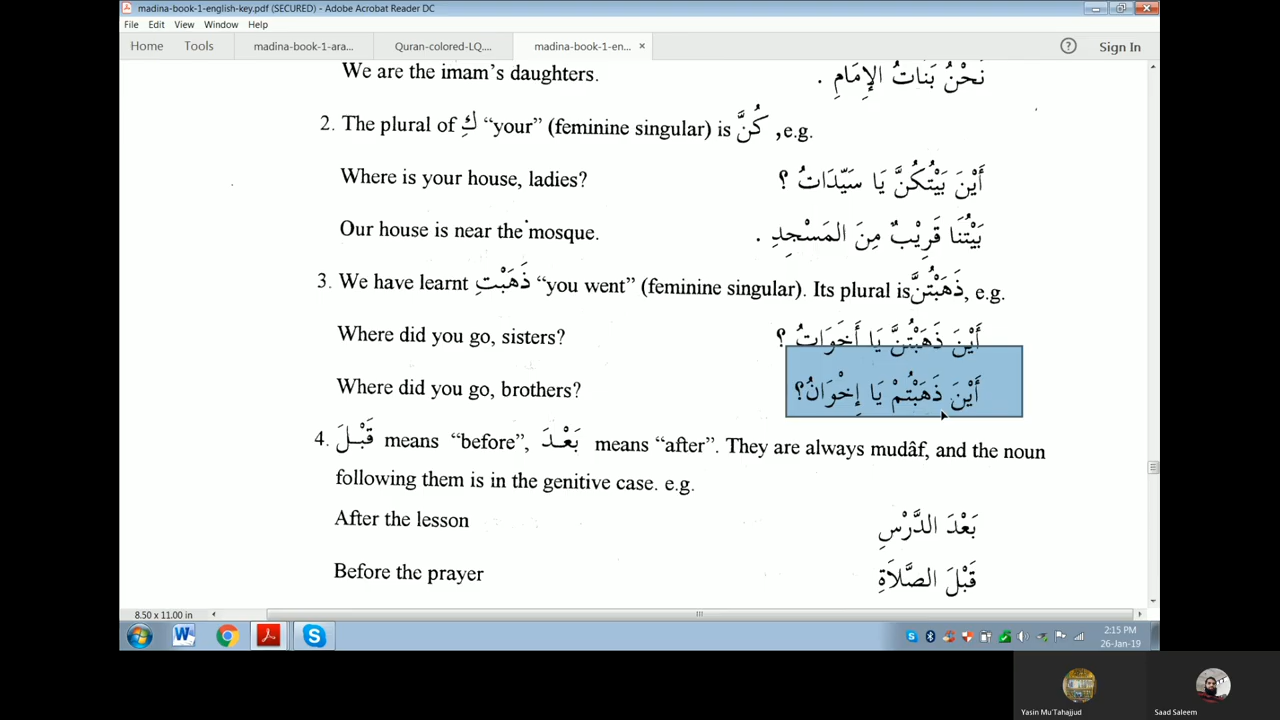 madina-book-1-english-key.pdf (SECURED) - Adobe Acrobat Reader DC
File Edit View Window Help
Home Tools madina-book-1-ara... Quran-colored-LQ.... madina-book-1-en... × Sign In
We are the imam's daughters. نَحْنُ بَنَاتُ الإِمَامِ .
2. The plural of كِ “your” (feminine singular) is كُنَّ , e.g.
Where is your house, ladies? أَيْنَ بَيْتُكُنَّ يَا سَيِّدَاتُ ؟
Our house is near the mosque. بَيْتُنَا قَرِيْبٌ مِنَ المَسْجِدِ .
3. We have learnt ذَهَبْتِ “you went” (feminine singular). Its plural is ذَهَبْتُنَّ, e.g.
Where did you go, sisters? أَيْنَ ذَهَبْتُنَّ يَا أَخَوَاتُ ؟
Where did you go, brothers? أَيْنَ ذَهَبْتُمْ يَا إِخْوَانُ؟
4. قَبْلَ means “before”, بَعْدَ means “after”. They are always mudâf, and the noun
following them is in the genitive case. e.g.
After the lesson بَعْدَ الدَّرْسِ
Before the prayer قَبْلَ الصَّلاَةِ
8.50 x 11.00 in
2:15 PM
26-Jan-19
Yasin Mu'Tahajjud Saad Saleem